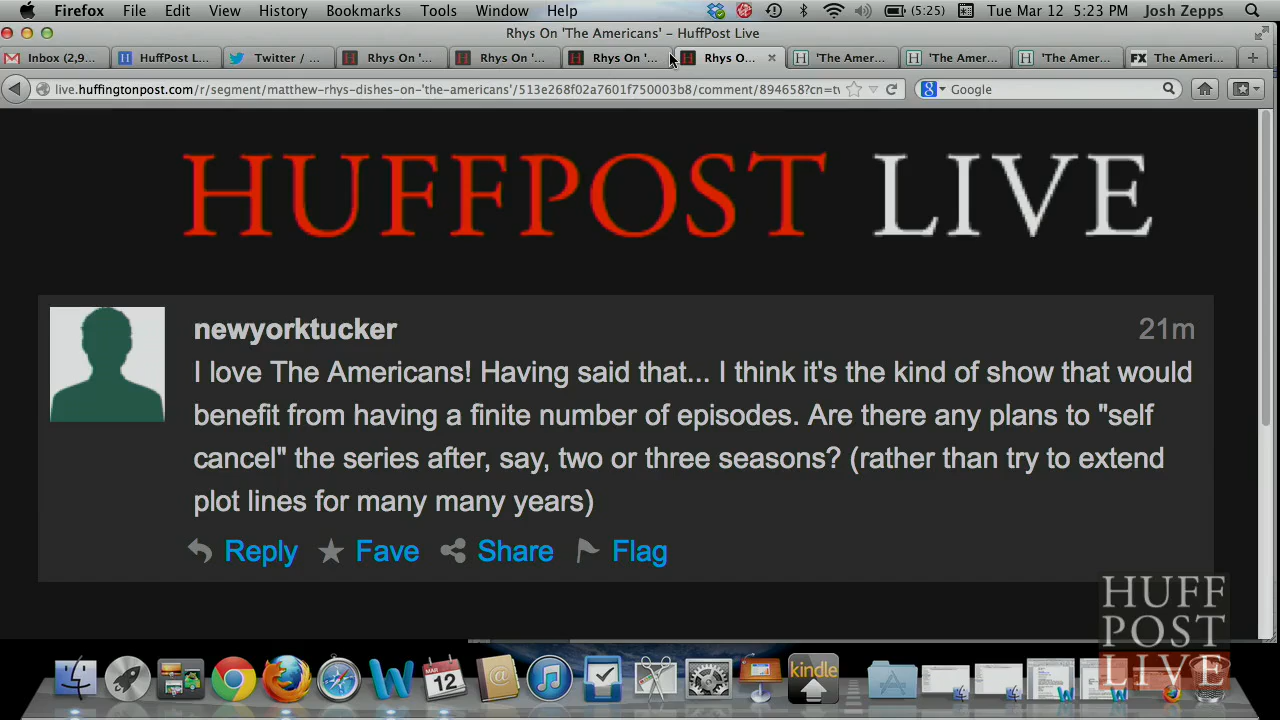 Firefox File Edit View History Bookmarks Tools Window Help (5:25) Tue Mar 12 5:23 PM Josh Zepps
Rhys On 'The Americans' – HuffPost Live
Inbox (2,9... HuffPost L... Twitter / ... Rhys On '... Rhys On '... Rhys On '... Rhys O... 'The Amer... 'The Amer... 'The Amer... FX The Ameri...
live.huffingtonpost.com/r/segment/matthew-rhys-dishes-on-'the-americans'/513e268f02a7601f750003b8/comment/894658?cn=tv Google
HUFFPOST LIVE
newyorktucker 21m
I love The Americans! Having said that... I think it's the kind of show that would
benefit from having a finite number of episodes. Are there any plans to "self
cancel" the series after, say, two or three seasons? (rather than try to extend
plot lines for many many years)
Reply Fave Share Flag
HUFF
POST
LIVE
MAR
12
kindle